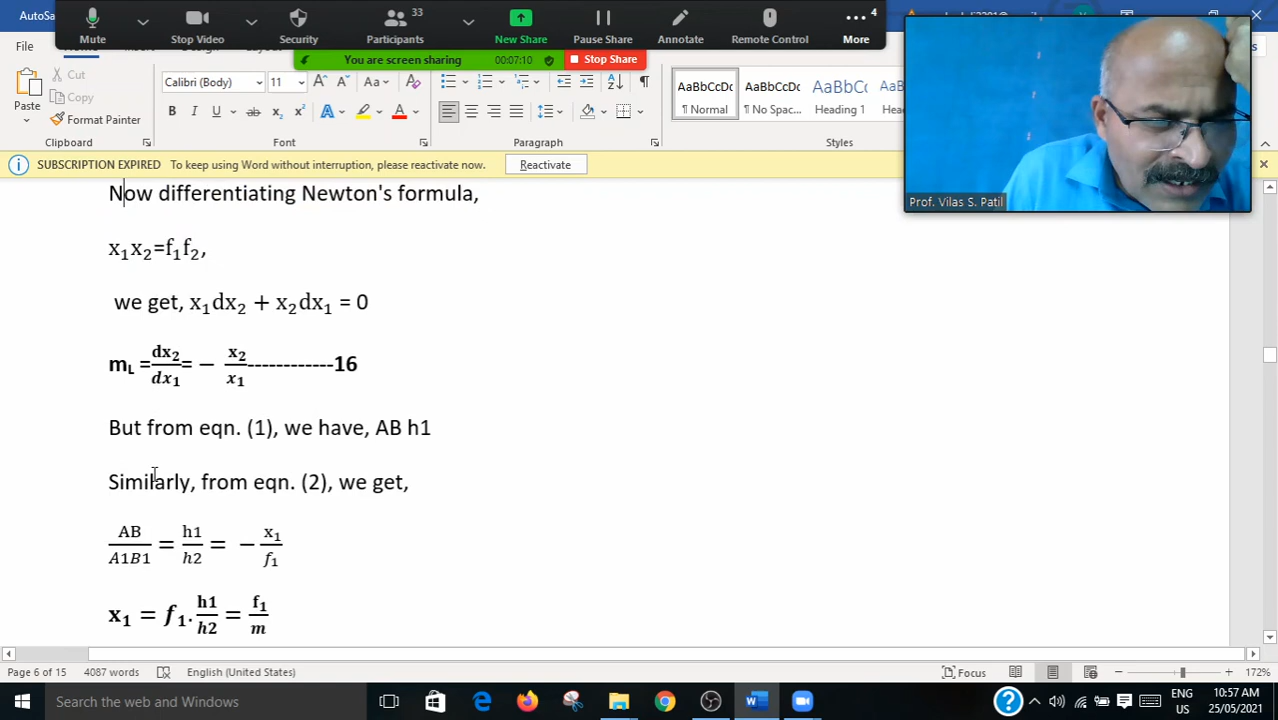 AutoSa
33
4
Mute
Stop Video
Security
Participants
New Share
Pause Share
Annotate
Remote Control
More
You are screen sharing
00:07:10
Stop Share
File
Paste
Cut
Copy
Format Painter
Calibri (Body)
11
Aa
AaBbCcDc
¶ Normal
AaBbCcDc
¶ No Spac...
AaBbC
Heading 1
Font
Paragraph
Styles
SUBSCRIPTION EXPIRED To keep using Word without interruption, please reactivate now. Reactivate
Prof. Vilas S. Patil
Now differentiating Newton's formula,
x₁x₂=f₁f₂,
we get, x₁dx₂ + x₂dx₁ = 0
m_L =dx₂/dx₁= − x₂/x₁------------16
But from eqn. (1), we have, AB h1
Similarly, from eqn. (2), we get,
AB/A1B1 = h1/h2 = − x₁/f₁
x₁ = f₁. h1/h2 = f₁/m
Page 6 of 15 4087 words English (United States)
Focus
172%
Search the web and Windows
ENG
US
10:57 AM
25/05/2021